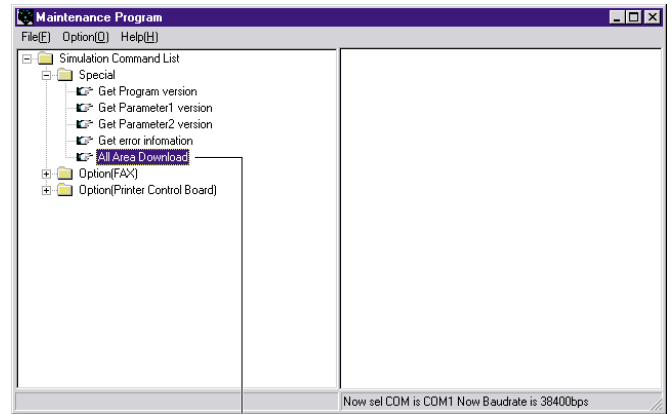 Maintenance Program
File(F) Option(O) Help(H)
Simulation Command List
Special
Get Program version
Get Parameter1 version
Get Parameter2 version
Get error infomation
All Area Download
Option(FAX)
Option(Printer Control Board)
Now sel COM is COM1 Now Baudrate is 38400bps